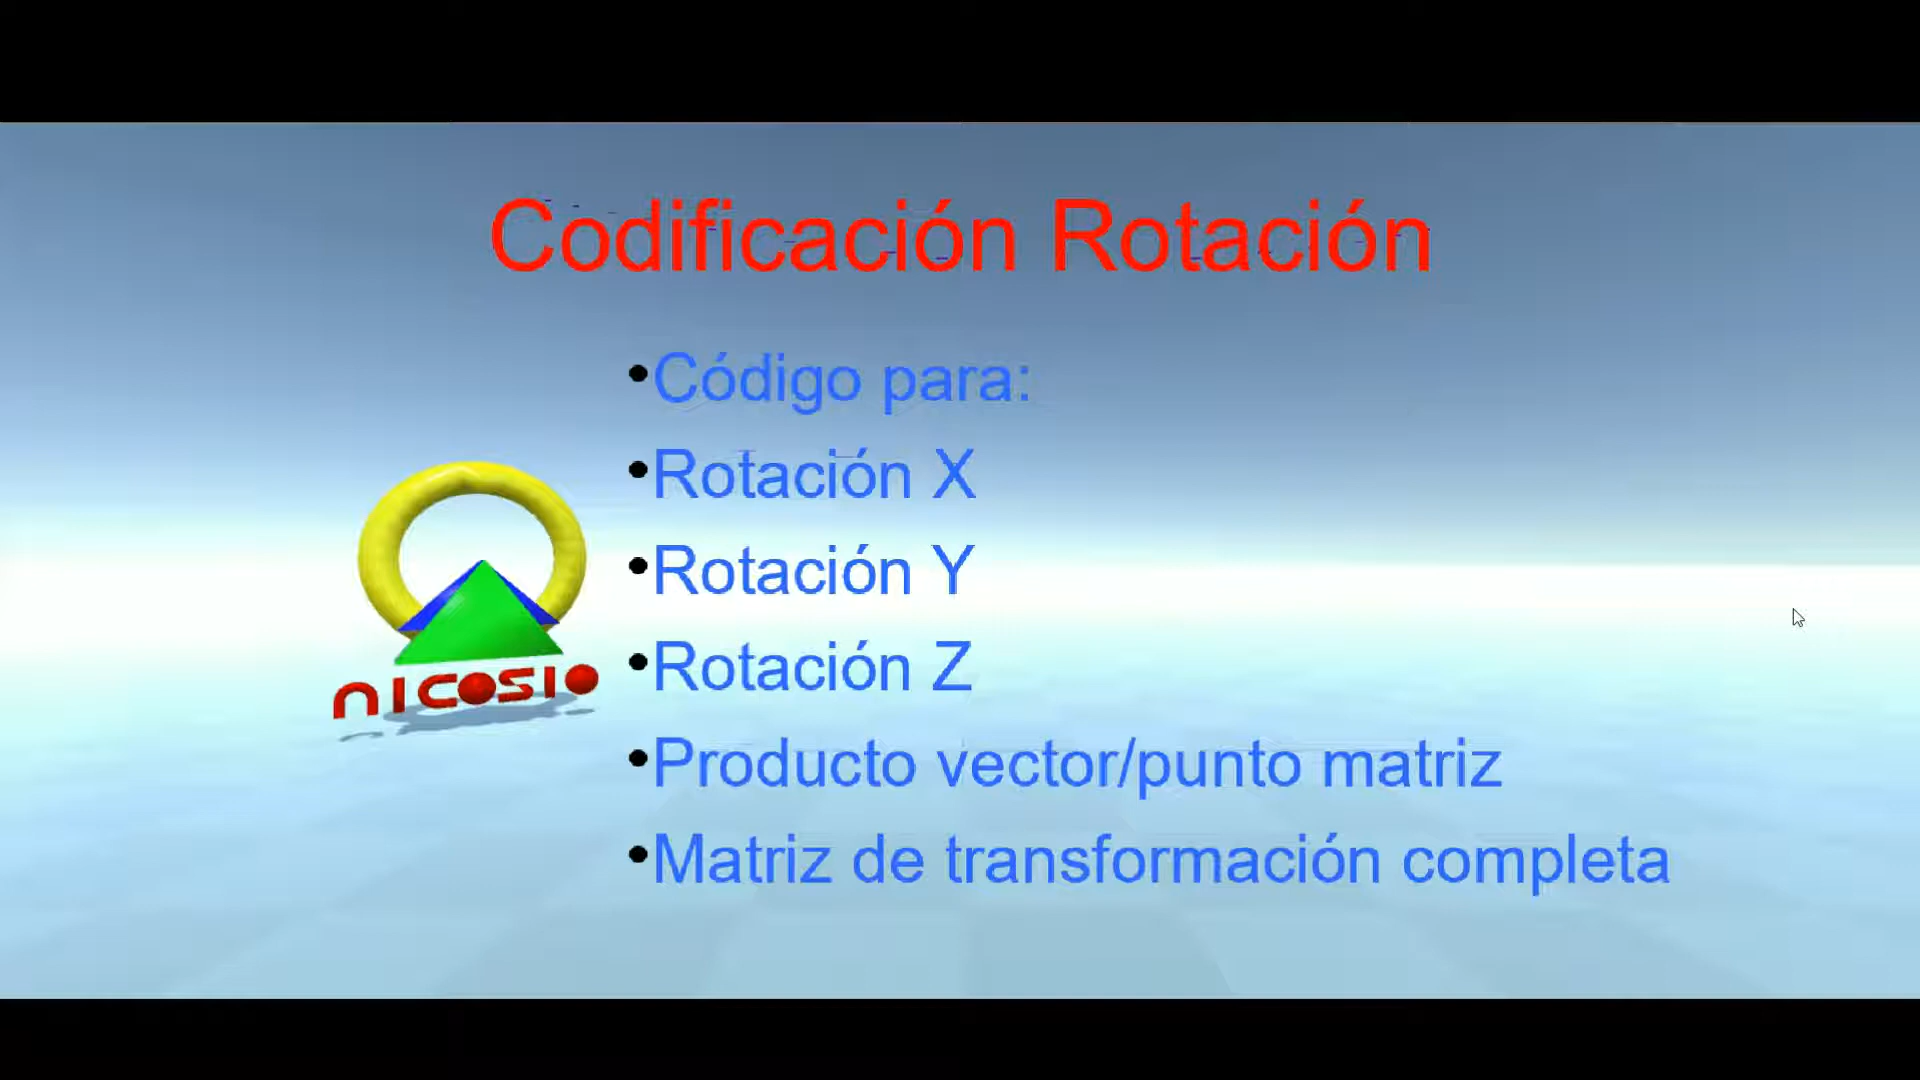 Codificación Rotación
•Código para:
•Rotación X
•Rotación Y
•Rotación Z
•Producto vector/punto matriz
•Matriz de transformación completa
nicosio